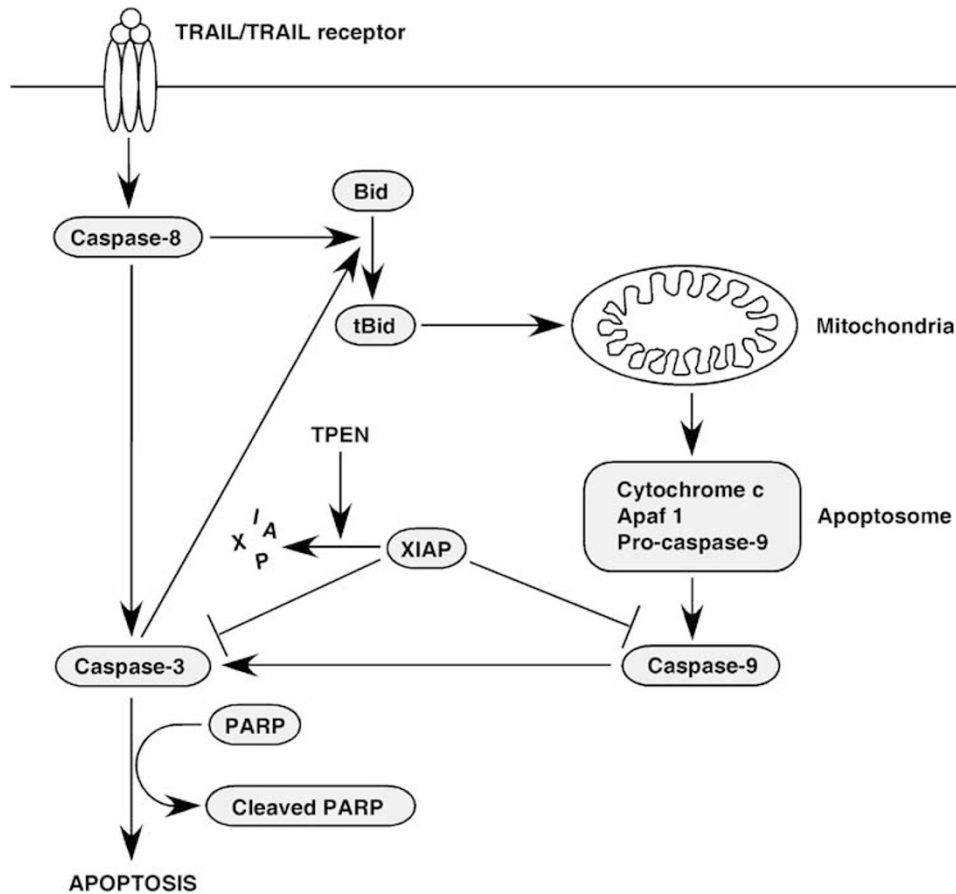 TRAIL/TRAIL receptor
Bid
Caspase-8
tBid
Mitochondria
TPEN
Cytochrome c
Apaf 1
Pro-caspase-9
Apoptosome
X I A P
XIAP
Caspase-3
Caspase-9
PARP
Cleaved PARP
APOPTOSIS